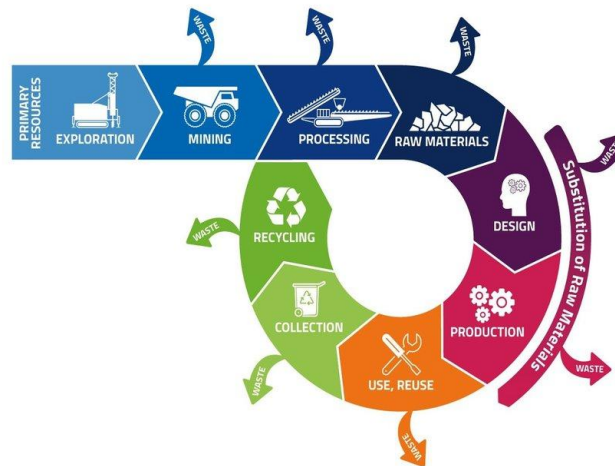 WASTE
WASTE
WASTE
PRIMARY
RESOURCES
EXPLORATION
MINING
PROCESSING
RAW MATERIALS
WASTE
Substitution of Raw Materials
DESIGN
WASTE
RECYCLING
COLLECTION
PRODUCTION
USE, REUSE
WASTE
WASTE
WASTE